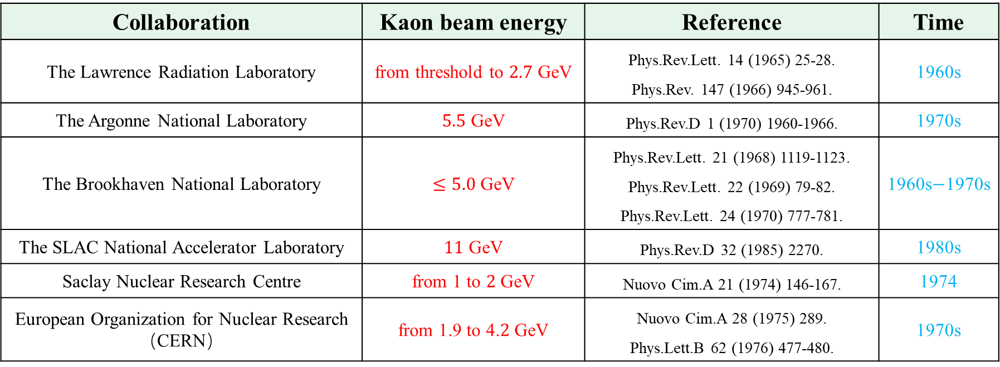 Collaboration Kaon beam energy Reference Time
The Lawrence Radiation Laboratory from threshold to 2.7 GeV Phys.Rev.Lett. 14 (1965) 25-28. 1960s
Phys.Rev. 147 (1966) 945-961.
The Argonne National Laboratory 5.5 GeV Phys.Rev.D 1 (1970) 1960-1966. 1970s
Phys.Rev.Lett. 21 (1968) 1119-1123.
The Brookhaven National Laboratory ≤ 5.0 GeV Phys.Rev.Lett. 22 (1969) 79-82. 1960s−1970s
Phys.Rev.Lett. 24 (1970) 777-781.
The SLAC National Accelerator Laboratory 11 GeV Phys.Rev.D 32 (1985) 2270. 1980s
Saclay Nuclear Research Centre from 1 to 2 GeV Nuovo Cim.A 21 (1974) 146-167. 1974
European Organization for Nuclear Research
(CERN) from 1.9 to 4.2 GeV Nuovo Cim.A 28 (1975) 289. 1970s
Phys.Lett.B 62 (1976) 477-480.